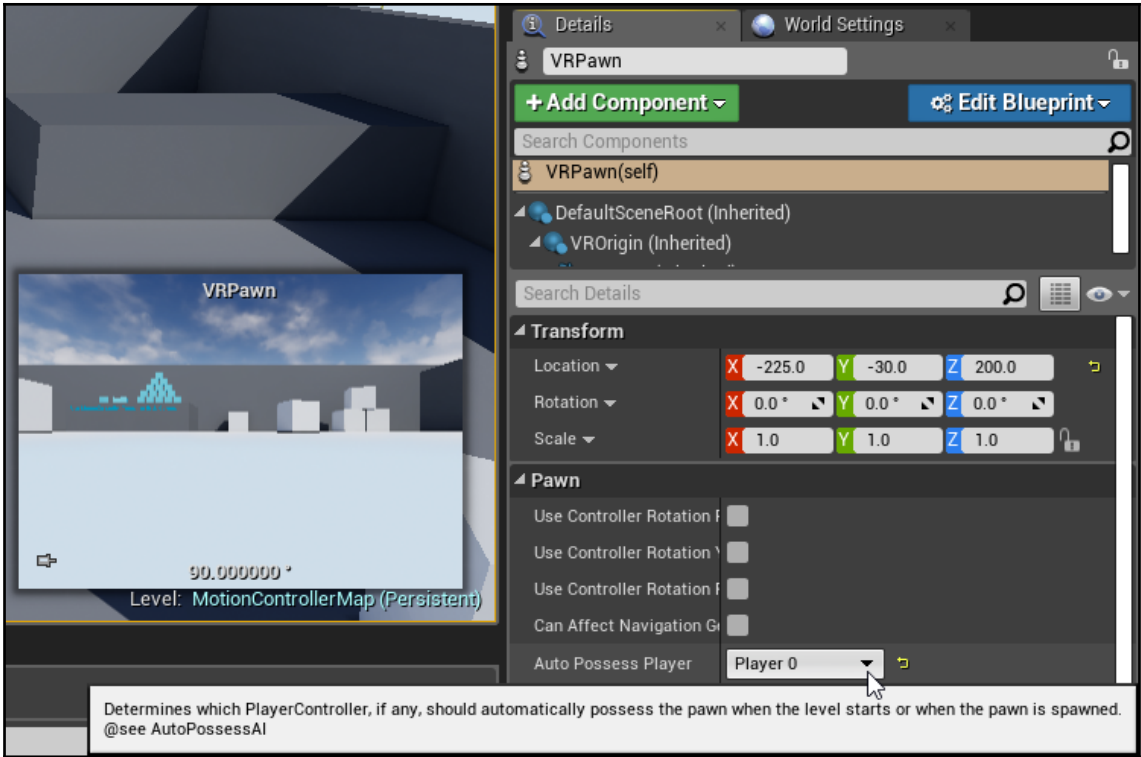 Details
World Settings
VRPawn
+ Add Component
Edit Blueprint
Search Components
VRPawn(self)
DefaultSceneRoot (Inherited)
VROrigin (Inherited)
Search Details
Transform
Location X -225.0 Y -30.0 Z 200.0
Rotation X 0.0 ° Y 0.0 ° Z 0.0 °
Scale X 1.0 Y 1.0 Z 1.0
Pawn
Use Controller Rotation
Use Controller Rotation
Use Controller Rotation
Can Affect Navigation
Auto Possess Player Player 0
VRPawn
90.000000 °
Level: MotionControllerMap (Persistent)
Determines which PlayerController, if any, should automatically possess the pawn when the level starts or when the pawn is spawned.
@see AutoPossessAI